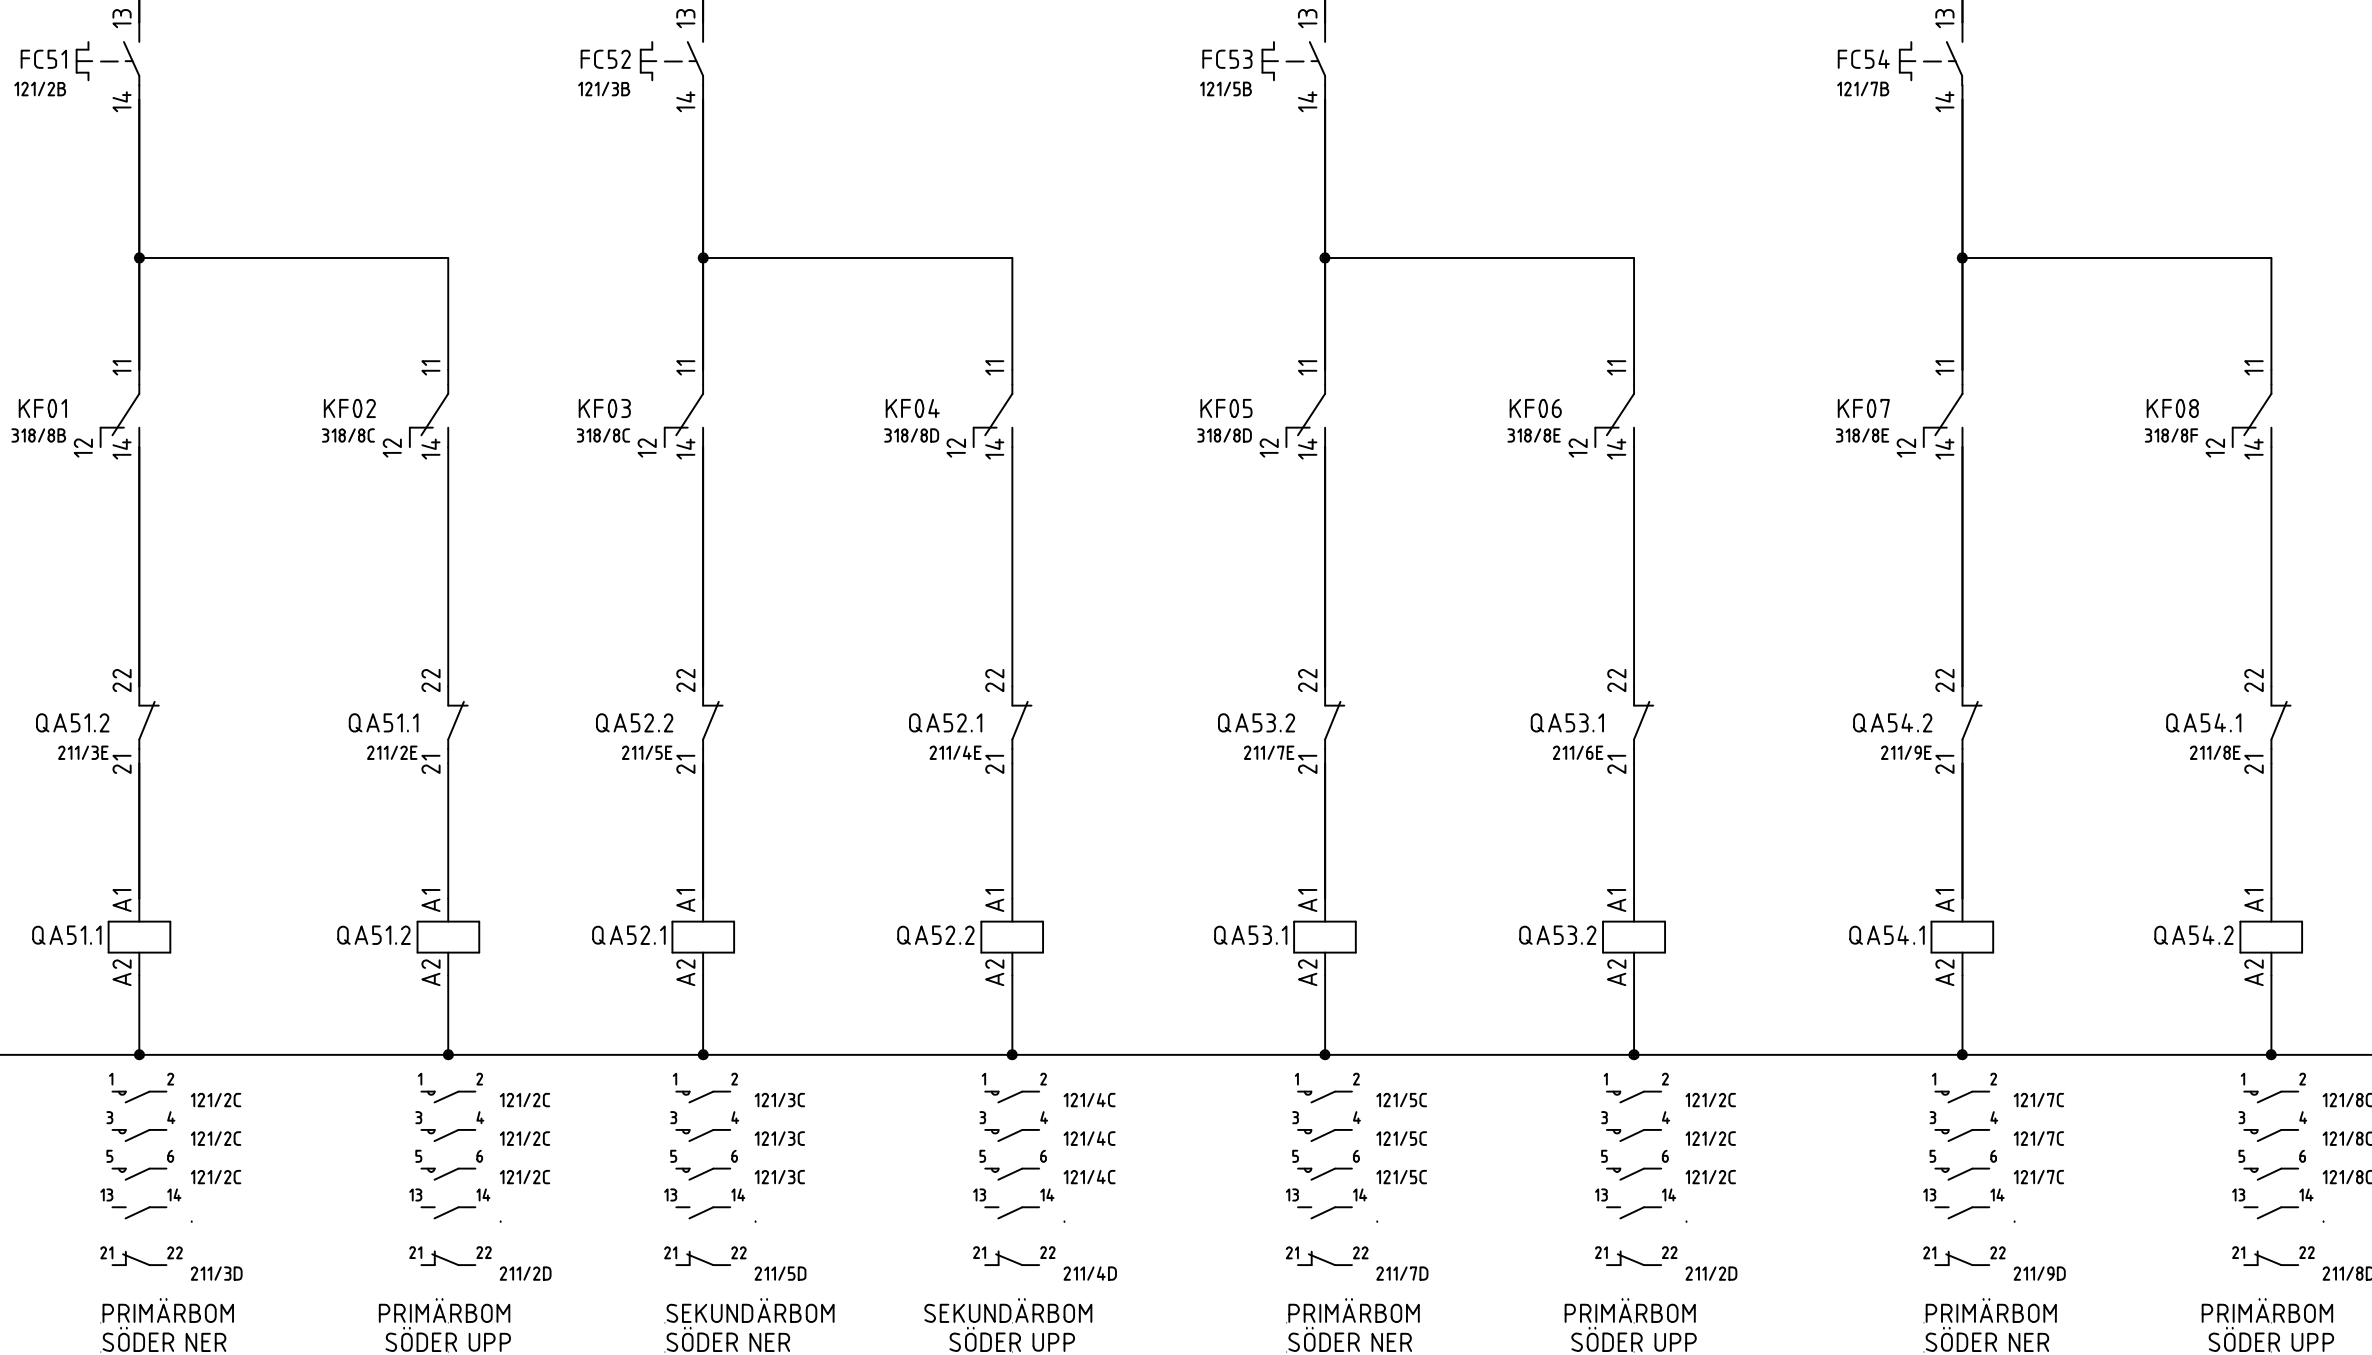 13 13 13 13
FC51 FC52 FC53 FC54
121/2B 121/3B 121/5B 121/7B
14 14 14 14
11 11 11 11 11 11 11 11
KF01 KF02 KF03 KF04 KF05 KF06 KF07 KF08
318/8B 318/8C 318/8C 318/8D 318/8D 318/8E 318/8E 318/8F
12 14 12 14 12 14 12 14 12 14 12 14 12 14 12 14
22 22 22 22 22 22 22 22
QA51.2 QA51.1 QA52.2 QA52.1 QA53.2 QA53.1 QA54.2 QA54.1
211/3E 211/2E 211/5E 211/4E 211/7E 211/6E 211/9E 211/8E
21 21 21 21 21 21 21 21
A1 A1 A1 A1 A1 A1 A1 A1
QA51.1 QA51.2 QA52.1 QA52.2 QA53.1 QA53.2 QA54.1 QA54.2
A2 A2 A2 A2 A2 A2 A2 A2
1 2 1 2 1 2 1 2 1 2 1 2 1 2 1 2
121/2C 121/2C 121/3C 121/4C 121/5C 121/2C 121/7C 121/8C
3 4 3 4 3 4 3 4 3 4 3 4 3 4 3 4
121/2C 121/2C 121/3C 121/4C 121/5C 121/2C 121/7C 121/8C
5 6 5 6 5 6 5 6 5 6 5 6 5 6 5 6
121/2C 121/2C 121/3C 121/4C 121/5C 121/2C 121/7C 121/8C
13 14 13 14 13 14 13 14 13 14 13 14 13 14 13 14
. . . . . . . .
21 22 21 22 21 22 21 22 21 22 21 22 21 22 21 22
211/3D 211/2D 211/5D 211/4D 211/7D 211/2D 211/9D 211/8D
PRIMÄRBOM PRIMÄRBOM SEKUNDÄRBOM SEKUNDÄRBOM PRIMÄRBOM PRIMÄRBOM PRIMÄRBOM PRIMÄRBOM
SÖDER NER SÖDER UPP SÖDER NER SÖDER UPP SÖDER NER SÖDER UPP SÖDER NER SÖDER UPP